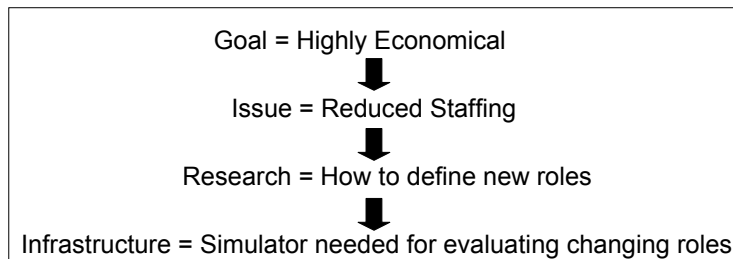 Goal = Highly Economical
Issue = Reduced Staffing
Research = How to define new roles
Infrastructure = Simulator needed for evaluating changing roles